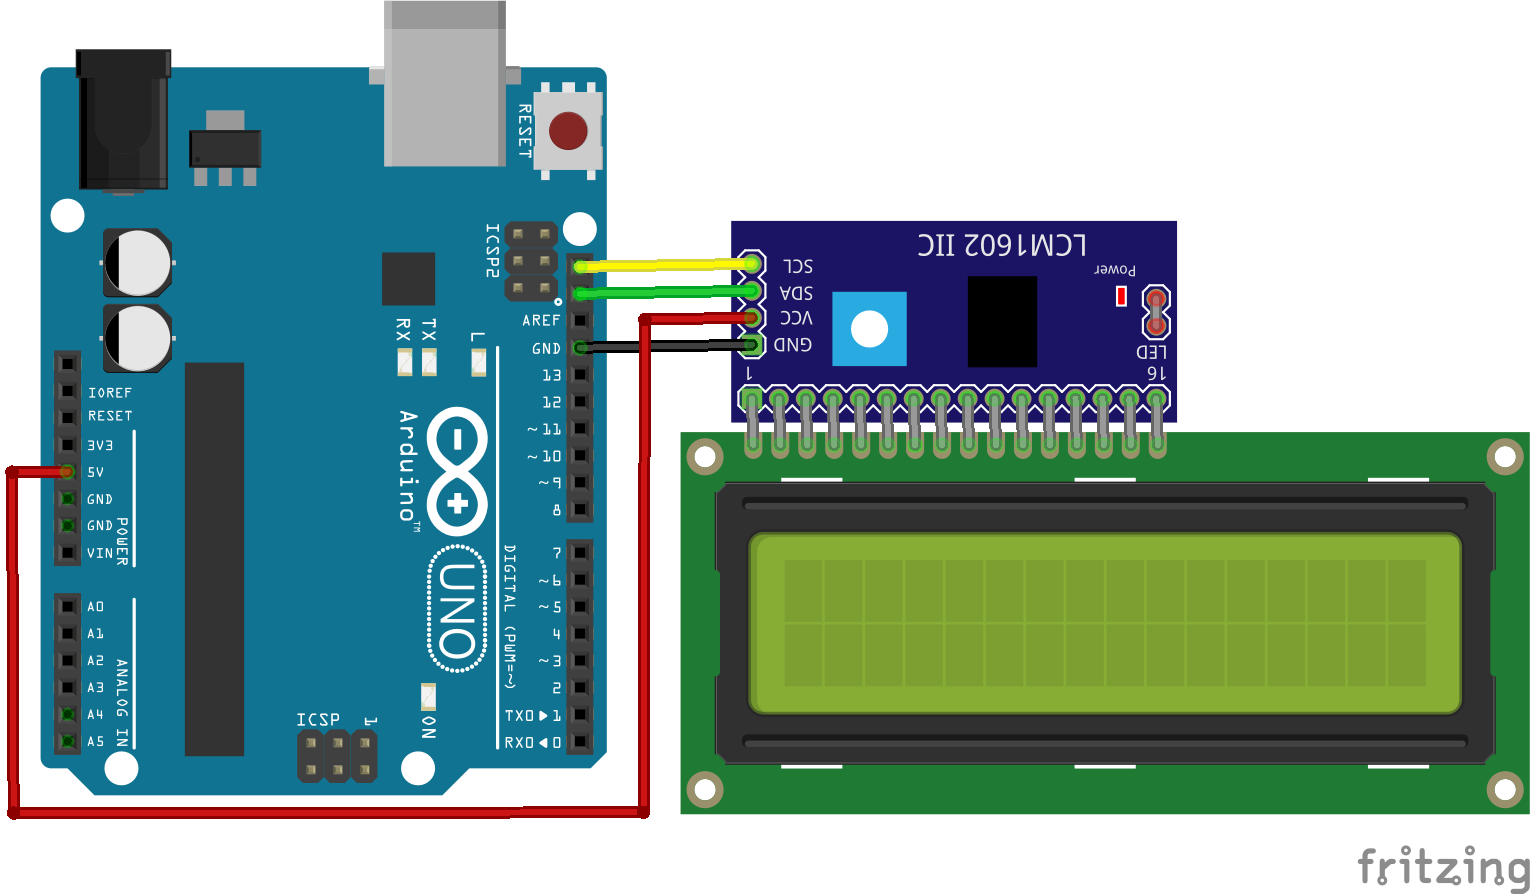 RESET
ICSP2
AREF
GND
13
12
~11
~10
~9
8
7
~6
~5
4
~3
2
TX0▶1
RX0◀0
DIGITAL (PWM=~)
RX
TX
L
Arduino™
UNO
ON
ICSP
1
IOREF
RESET
3V3
5V
GND
GND
VIN
POWER
A0
A1
A2
A3
A4
A5
ANALOG IN
LCM1602 IIC
SCL
SDA
VCC
GND
Power
LED
1
16
fritzing